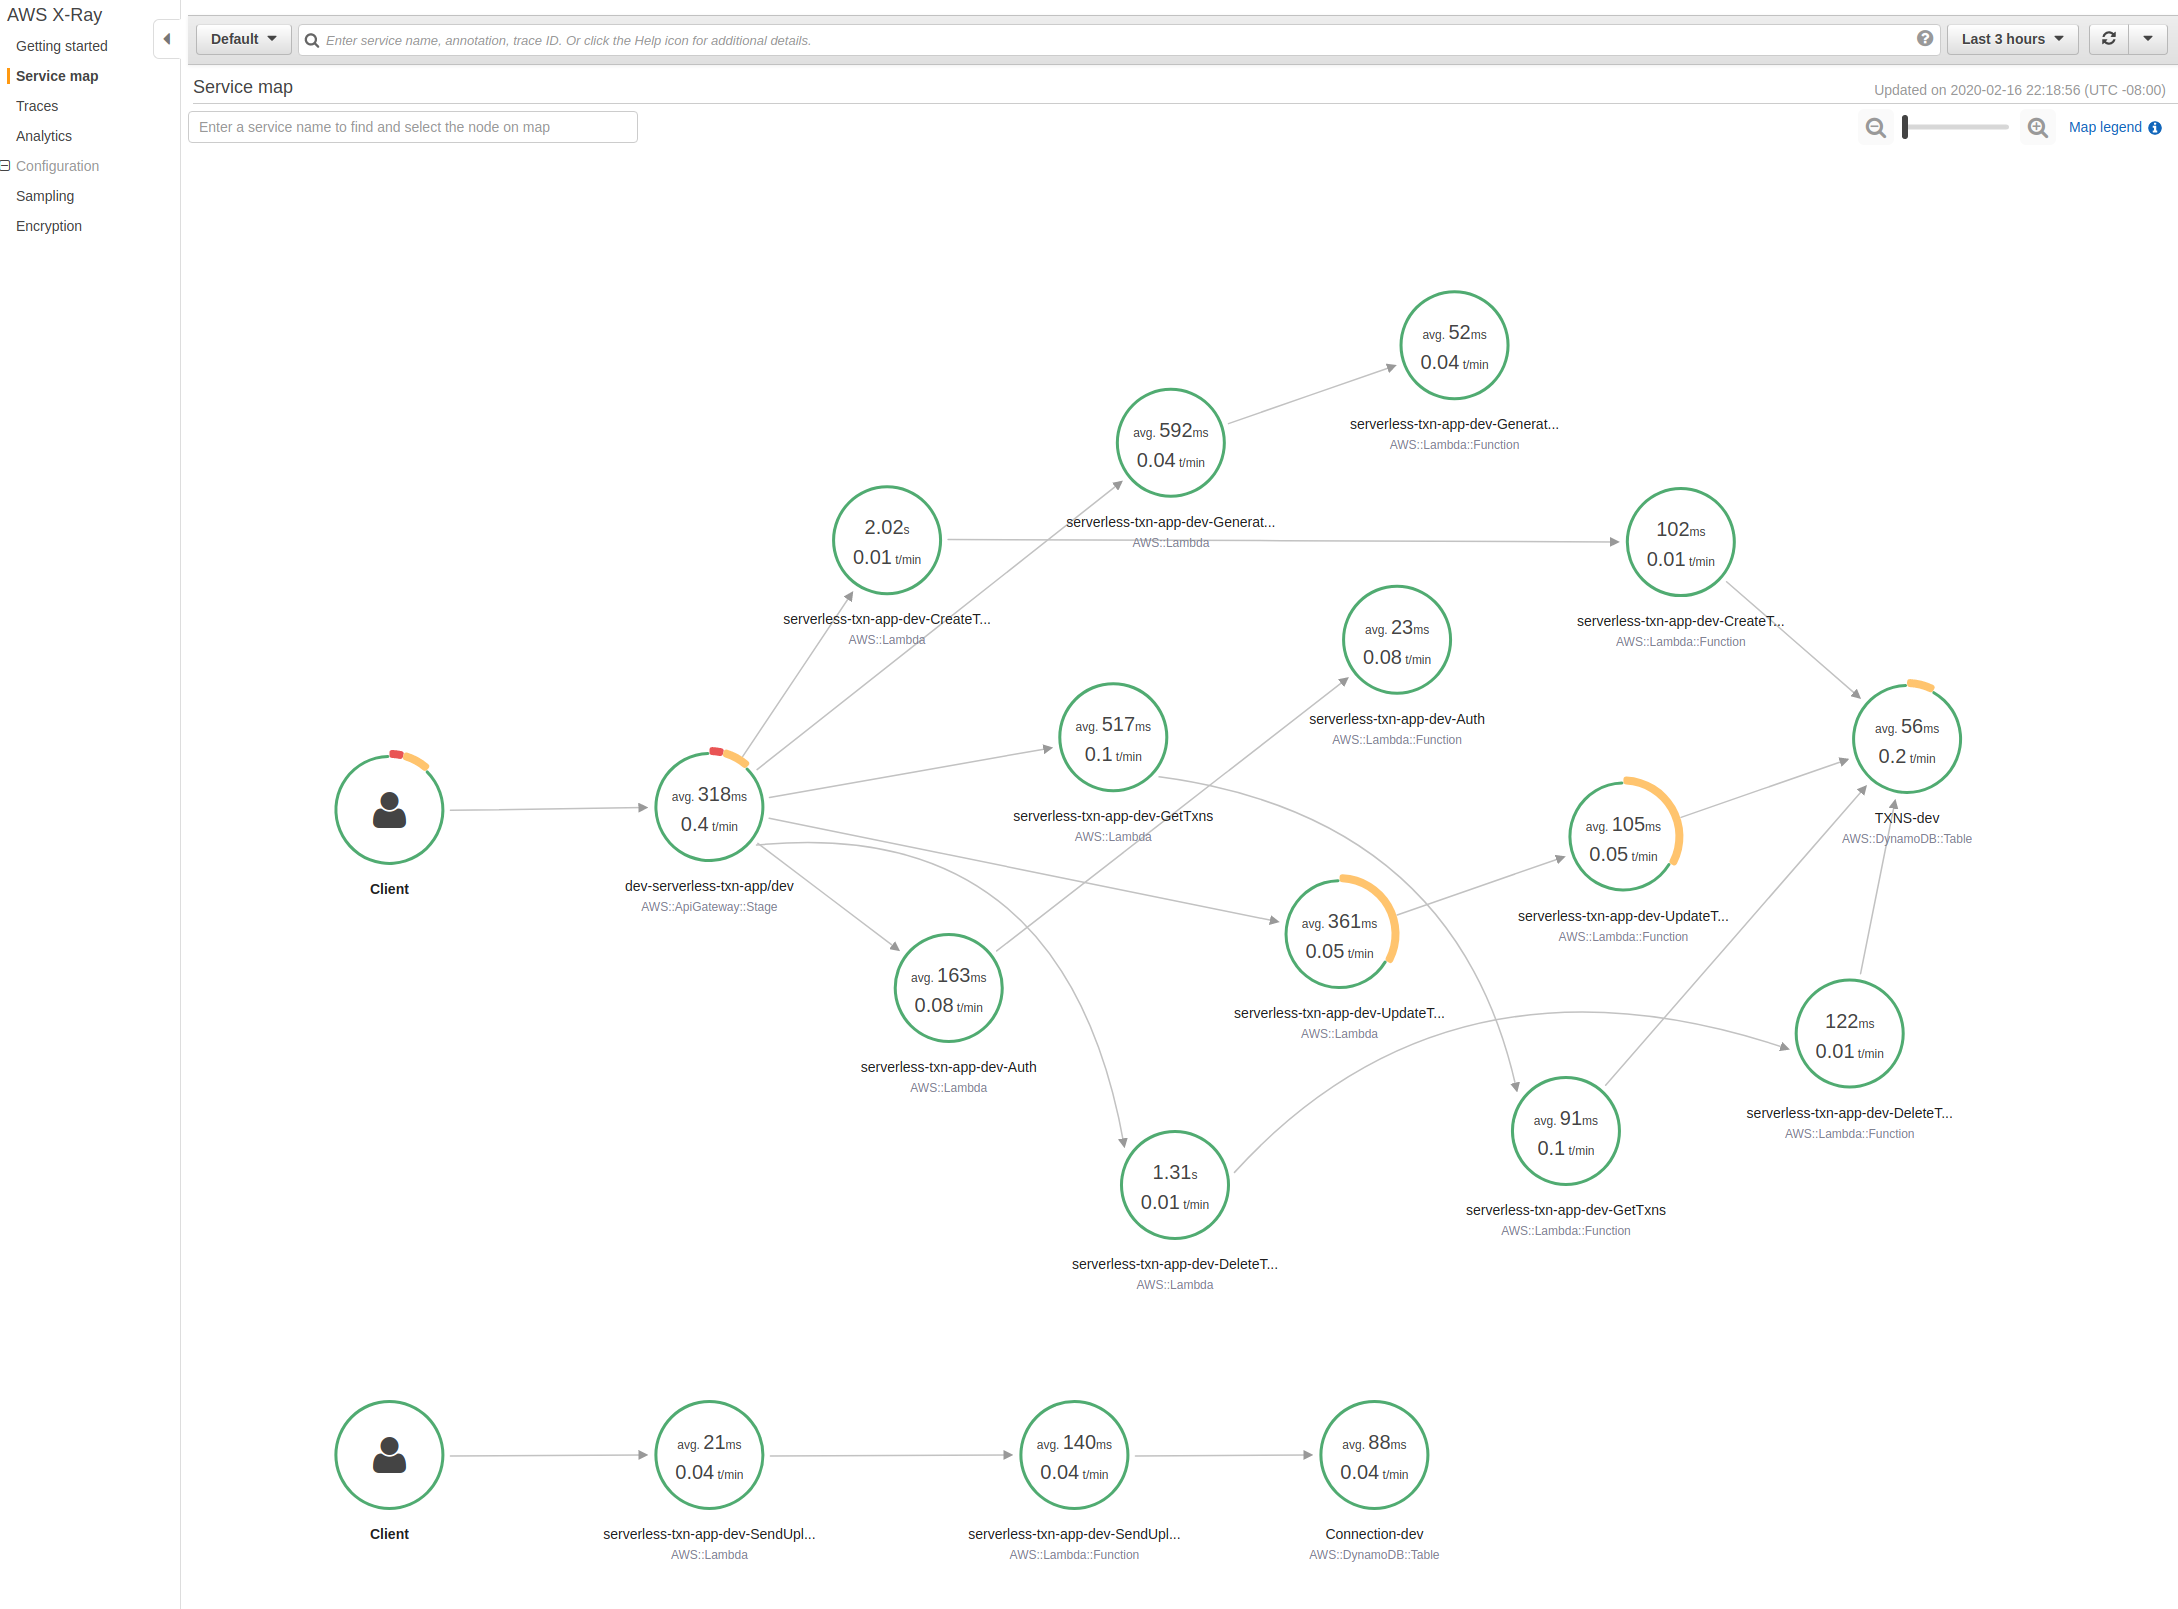 AWS X-Ray
Getting started
Service map
Traces
Analytics
Configuration
Sampling
Encryption
Default
Enter service name, annotation, trace ID. Or click the Help icon for additional details.
Last 3 hours
Service map
Updated on 2020-02-16 22:18:56 (UTC -08:00)
Enter a service name to find and select the node on map
Map legend
avg. 52ms
0.04 t/min
serverless-txn-app-dev-Generat...
AWS::Lambda::Function
avg. 592ms
0.04 t/min
serverless-txn-app-dev-Generat...
AWS::Lambda
2.02s
0.01 t/min
serverless-txn-app-dev-CreateT...
AWS::Lambda
102ms
0.01 t/min
serverless-txn-app-dev-CreateT...
AWS::Lambda::Function
avg. 23ms
0.08 t/min
serverless-txn-app-dev-Auth
AWS::Lambda::Function
avg. 517ms
0.1 t/min
serverless-txn-app-dev-GetTxns
AWS::Lambda
avg. 56ms
0.2 t/min
TXNS-dev
AWS::DynamoDB::Table
Client
avg. 318ms
0.4 t/min
dev-serverless-txn-app/dev
AWS::ApiGateway::Stage
avg. 105ms
0.05 t/min
serverless-txn-app-dev-UpdateT...
AWS::Lambda::Function
avg. 361ms
0.05 t/min
serverless-txn-app-dev-UpdateT...
AWS::Lambda
avg. 163ms
0.08 t/min
serverless-txn-app-dev-Auth
AWS::Lambda
122ms
0.01 t/min
serverless-txn-app-dev-DeleteT...
AWS::Lambda::Function
avg. 91ms
0.1 t/min
serverless-txn-app-dev-GetTxns
AWS::Lambda::Function
1.31s
0.01 t/min
serverless-txn-app-dev-DeleteT...
AWS::Lambda
Client
avg. 21ms
0.04 t/min
serverless-txn-app-dev-SendUpl...
AWS::Lambda
avg. 140ms
0.04 t/min
serverless-txn-app-dev-SendUpl...
AWS::Lambda::Function
avg. 88ms
0.04 t/min
Connection-dev
AWS::DynamoDB::Table